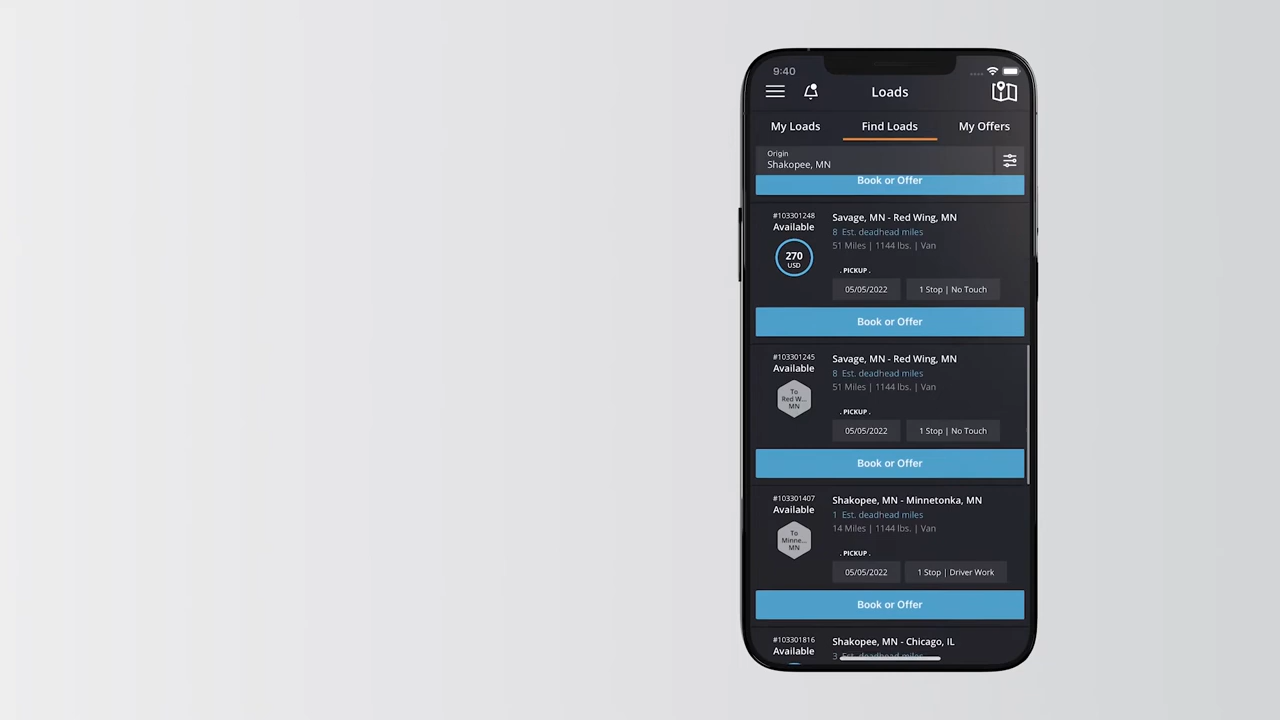 9:40
Loads
My Loads
Find Loads
My Offers
Origin
Shakopee, MN
Book or Offer
#103301248
Available
270
USD
Savage, MN - Red Wing, MN
8 Est. deadhead miles
51 Miles | 1144 lbs. | Van
. PICKUP .
05/05/2022
1 Stop | No Touch
Book or Offer
#103301245
Available
To
Red W...
MN
Savage, MN - Red Wing, MN
8 Est. deadhead miles
51 Miles | 1144 lbs. | Van
. PICKUP .
05/05/2022
1 Stop | No Touch
Book or Offer
#103301407
Available
To
Minne...
MN
Shakopee, MN - Minnetonka, MN
1 Est. deadhead miles
14 Miles | 1144 lbs. | Van
. PICKUP .
05/05/2022
1 Stop | Driver Work
Book or Offer
#103301816
Available
Shakopee, MN - Chicago, IL
3 Est. deadhead miles